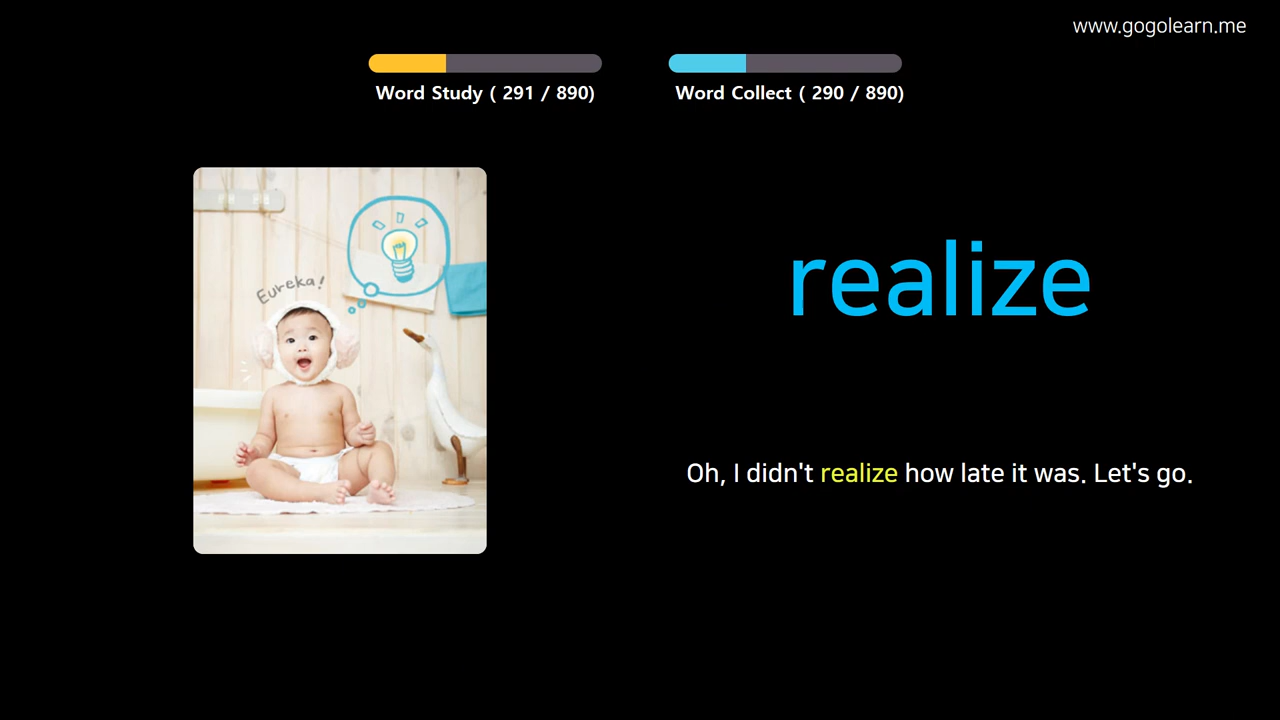 www.gogolearn.me
Word Study ( 291 / 890)
Word Collect ( 290 / 890)
Eureka!
realize
Oh, I didn't realize how late it was. Let's go.